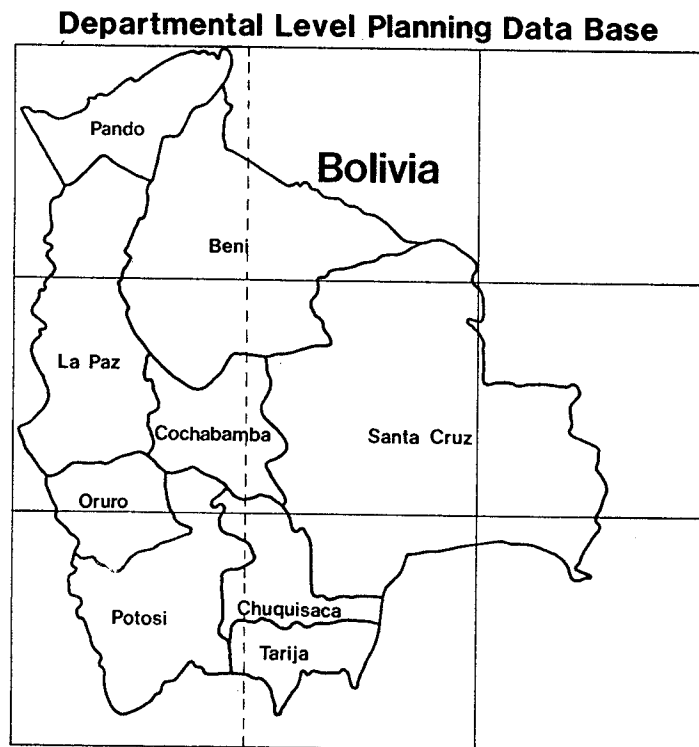 Departmental Level Planning Data Base
Pando
Bolivia
Beni
La Paz
Cochabamba
Santa Cruz
Oruro
Potosi
Chuquisaca
Tarija